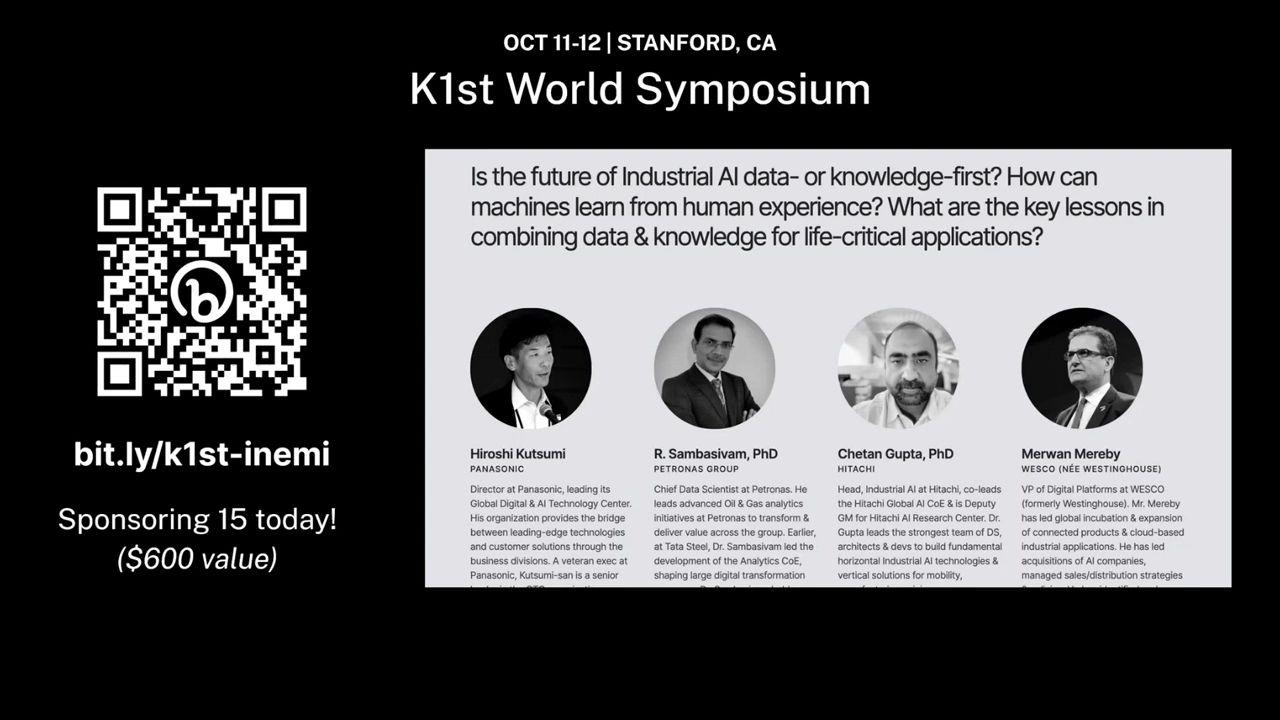 OCT 11-12 | STANFORD, CA
K1st World Symposium
bit.ly/k1st-inemi
Sponsoring 15 today!
($600 value)
Is the future of Industrial AI data- or knowledge-first? How can
machines learn from human experience? What are the key lessons in
combining data & knowledge for life-critical applications?
Hiroshi Kutsumi
PANASONIC
Director at Panasonic, leading its
Global Digital & AI Technology Center.
His organization provides the bridge
between leading-edge technologies
and customer solutions through the
business divisions. A veteran exec at
Panasonic, Kutsumi-san is a senior
R. Sambasivam, PhD
PETRONAS GROUP
Chief Data Scientist at Petronas. He
leads advanced Oil & Gas analytics
initiatives at Petronas to transform &
deliver value across the group. Earlier,
at Tata Steel, Dr. Sambasivam led the
development of the Analytics CoE,
shaping large digital transformation
Chetan Gupta, PhD
HITACHI
Head, Industrial AI at Hitachi, co-leads
the Hitachi Global AI CoE & is Deputy
GM for Hitachi AI Research Center. Dr.
Gupta leads the strongest team of DS,
architects & devs to build fundamental
horizontal Industrial AI technologies &
vertical solutions for mobility,
Merwan Mereby
WESCO (NÉE WESTINGHOUSE)
VP of Digital Platforms at WESCO
(formerly Westinghouse). Mr. Mereby
has led global incubation & expansion
of connected products & cloud-based
industrial applications. He has led
acquisitions of AI companies,
managed sales/distribution strategies